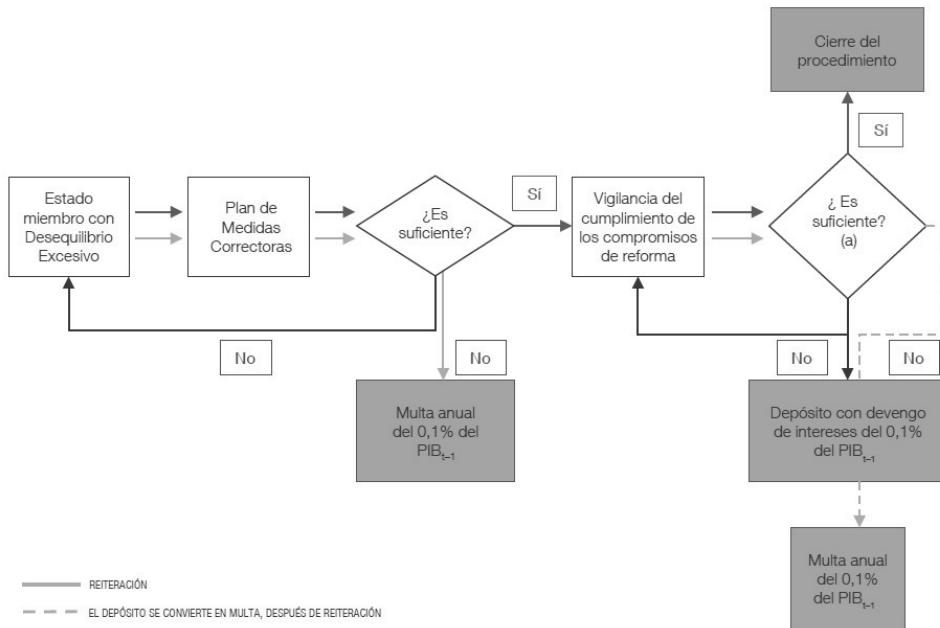 Cierre del
procedimiento
Sí
Estado
miembro con
Desequilibrio
Excesivo
Plan de
Medidas
Correctoras
¿Es
suficiente?
Sí
Vigilancia del
cumplimiento de
los compromisos
de reforma
¿ Es
suficiente?
(a)
No
No
No
No
Multa anual
del 0,1% del
PIBₜ₋₁
Depósito con devengo
de intereses del 0,1%
del PIBₜ₋₁
Multa anual
del 0,1%
del PIBₜ₋₁
REITERACIÓN
EL DEPÓSITO SE CONVIERTE EN MULTA, DESPUÉS DE REITERACIÓN